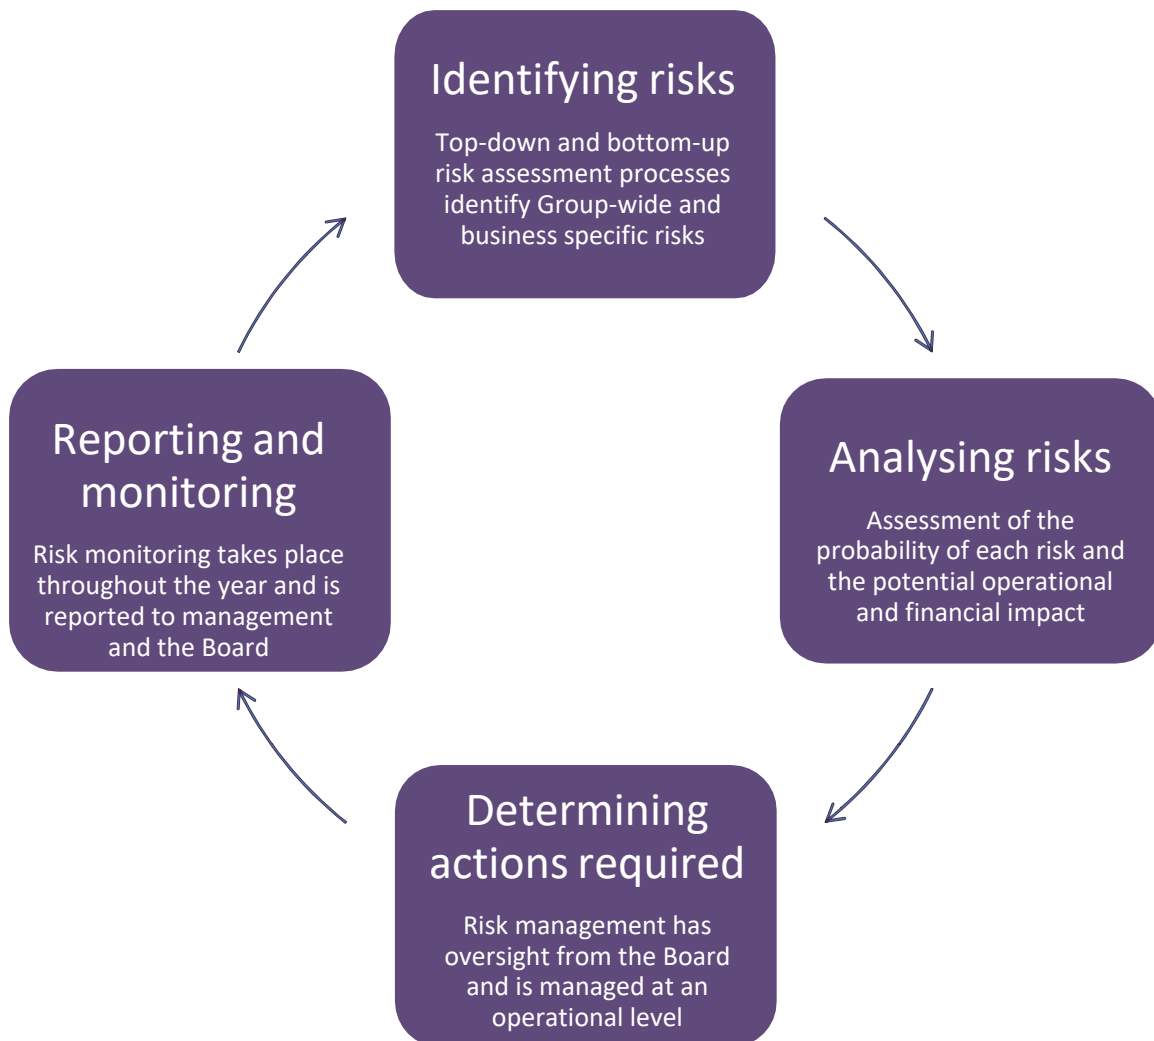 Identifying risks
Top-down and bottom-up
risk assessment processes
identify Group-wide and
business specific risks
Analysing risks
Assessment of the
probability of each risk and
the potential operational
and financial impact
Determining
actions required
Risk management has
oversight from the Board
and is managed at an
operational level
Reporting and
monitoring
Risk monitoring takes place
throughout the year and is
reported to management
and the Board